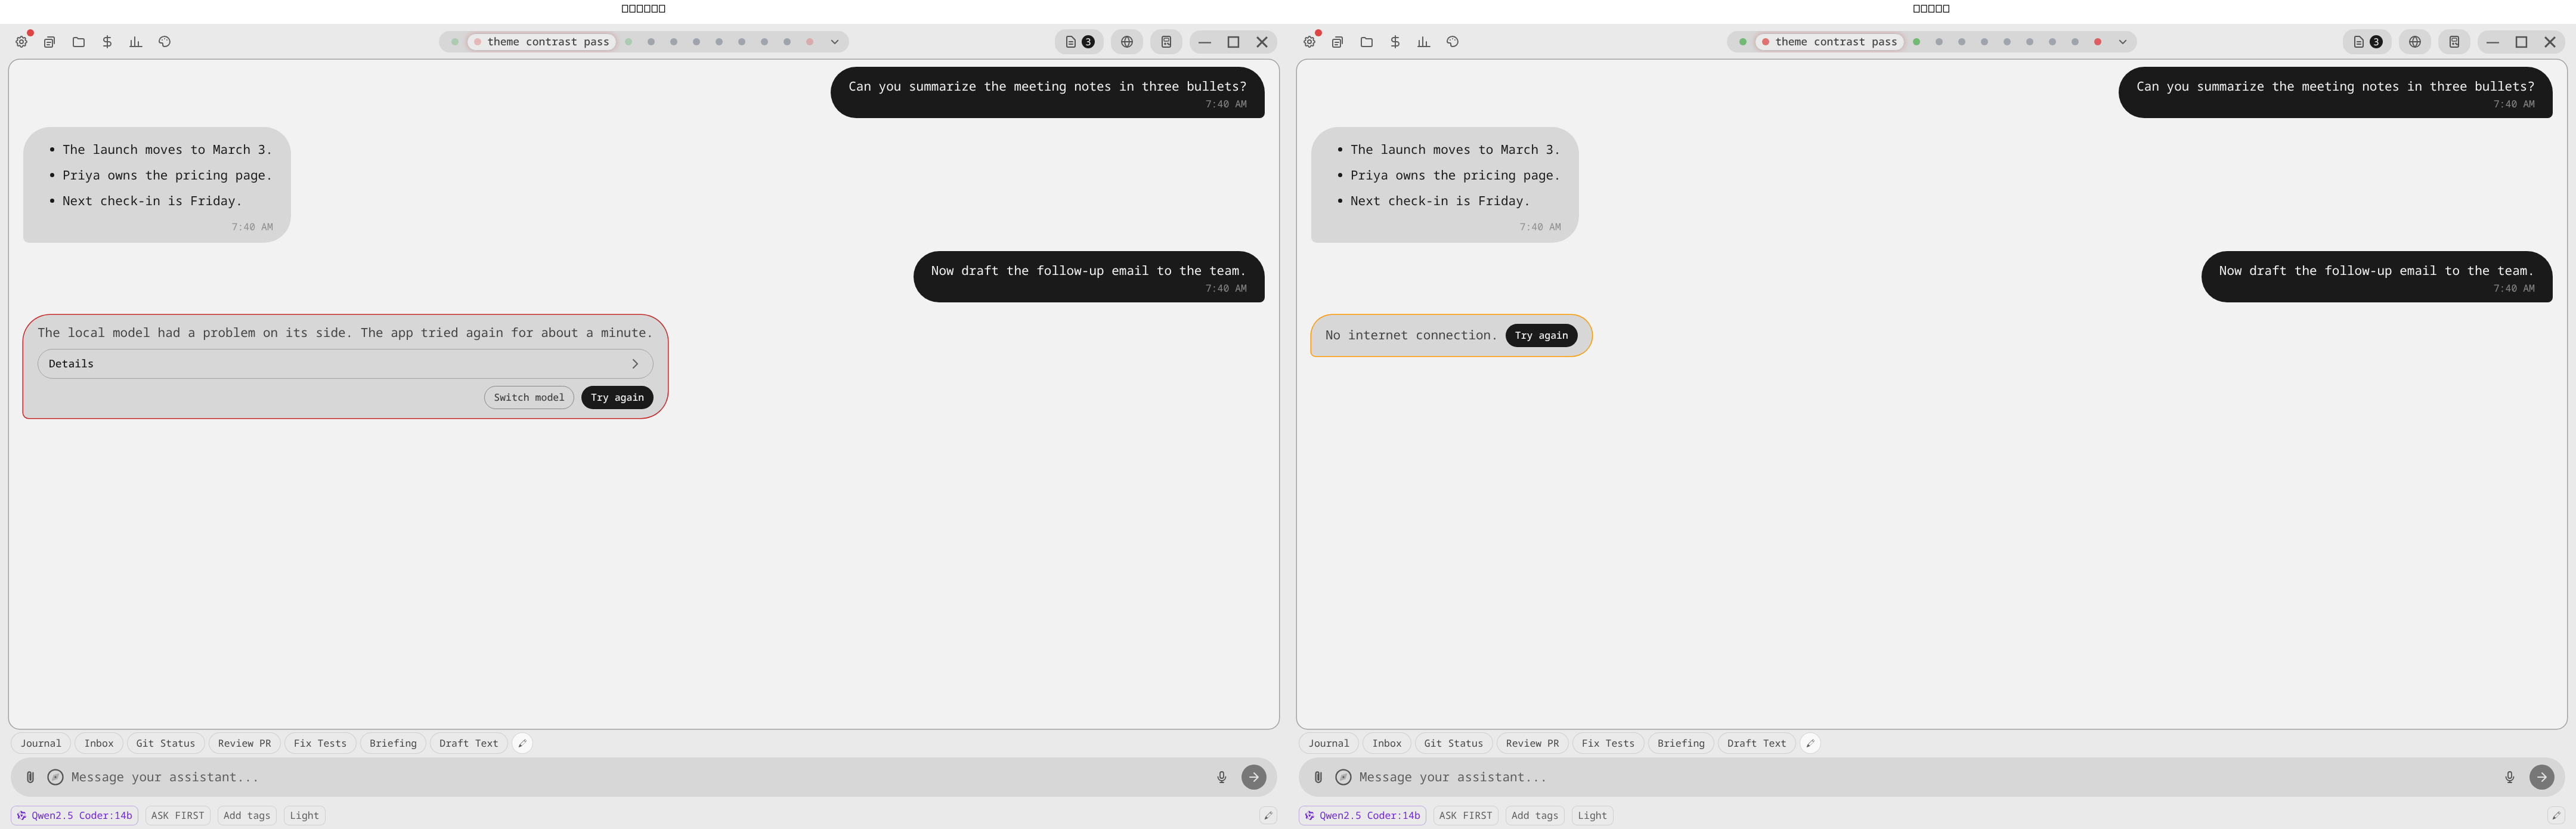 theme contrast pass
3
Can you summarize the meeting notes in three bullets?
7:40 AM
• The launch moves to March 3.
• Priya owns the pricing page.
• Next check-in is Friday.
7:40 AM
Now draft the follow-up email to the team.
7:40 AM
The local model had a problem on its side. The app tried again for about a minute.
Details
Switch model Try again
Journal Inbox Git Status Review PR Fix Tests Briefing Draft Text
Message your assistant...
Qwen2.5 Coder:14b ASK FIRST Add tags Light
theme contrast pass
3
Can you summarize the meeting notes in three bullets?
7:40 AM
• The launch moves to March 3.
• Priya owns the pricing page.
• Next check-in is Friday.
7:40 AM
Now draft the follow-up email to the team.
7:40 AM
No internet connection. Try again
Journal Inbox Git Status Review PR Fix Tests Briefing Draft Text
Message your assistant...
Qwen2.5 Coder:14b ASK FIRST Add tags Light